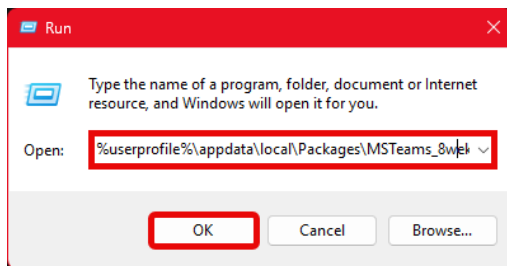 Run
Type the name of a program, folder, document or Internet
resource, and Windows will open it for you.
Open:
%userprofile%\appdata\local\Packages\MSTeams_8wek
OK
Cancel
Browse...